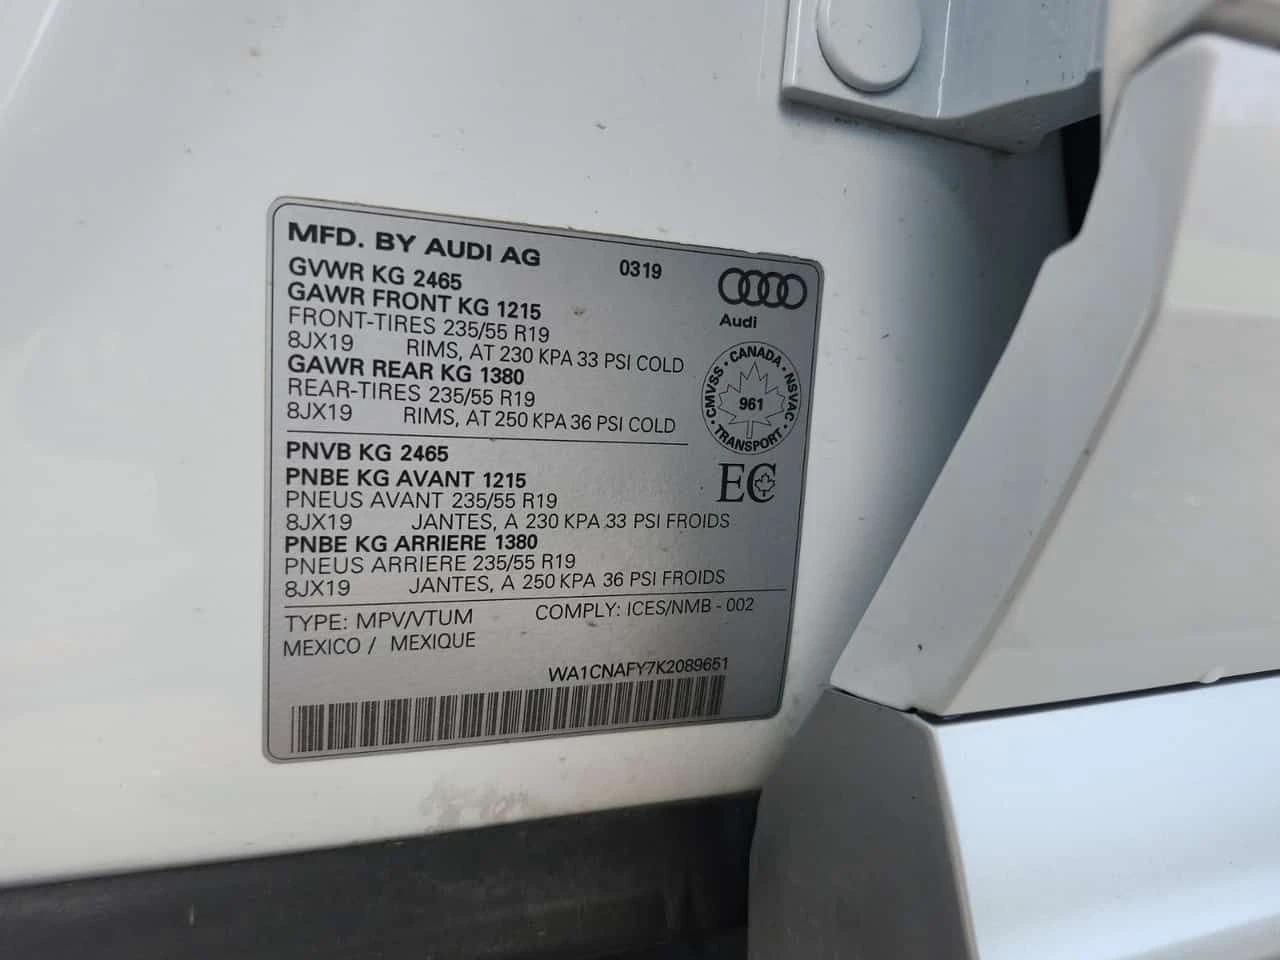 MFD. BY AUDI AG 0319
GVWR KG 2465
GAWR FRONT KG 1215
FRONT-TIRES 235/55 R19
8JX19 RIMS, AT 230 KPA 33 PSI COLD
GAWR REAR KG 1380
REAR-TIRES 235/55 R19
8JX19 RIMS, AT 250 KPA 36 PSI COLD
Audi
CMVSS • CANADA • NSVAC • TRANSPORT •
961
EC
PNVB KG 2465
PNBE KG AVANT 1215
PNEUS AVANT 235/55 R19
8JX19 JANTES, A 230 KPA 33 PSI FROIDS
PNBE KG ARRIERE 1380
PNEUS ARRIERE 235/55 R19
8JX19 JANTES, A 250 KPA 36 PSI FROIDS
TYPE: MPV/VTUM COMPLY: ICES/NMB - 002
MEXICO / MEXIQUE
WA1CNAFY7K2089651